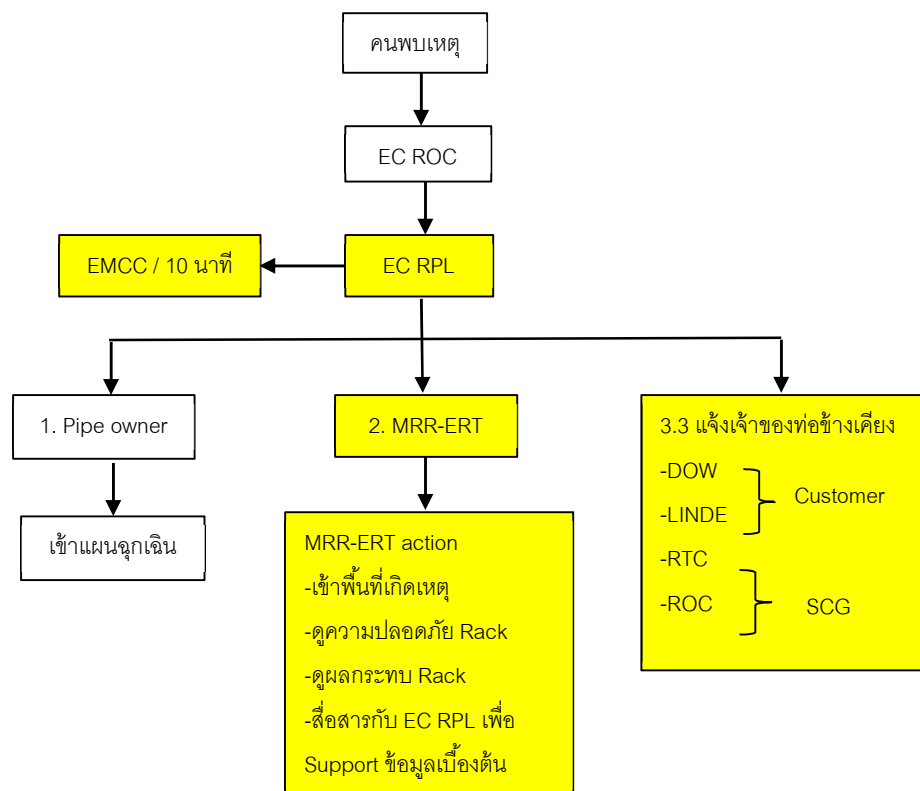 คนพบเหตุ
EC ROC
EMCC / 10 นาที
EC RPL
1. Pipe owner
2. MRR-ERT
3.3 แจ้งเจ้าของท่อข้างเคียง
-DOW
-LINDE
Customer
-RTC
-ROC
SCG
เข้าแผนฉุกเฉิน
MRR-ERT action
-เข้าพื้นที่เกิดเหตุ
-ดูความปลอดภัย Rack
-ดูผลกระทบ Rack
-สื่อสารกับ EC RPL เพื่อ
Support ข้อมูลเบื้องต้น